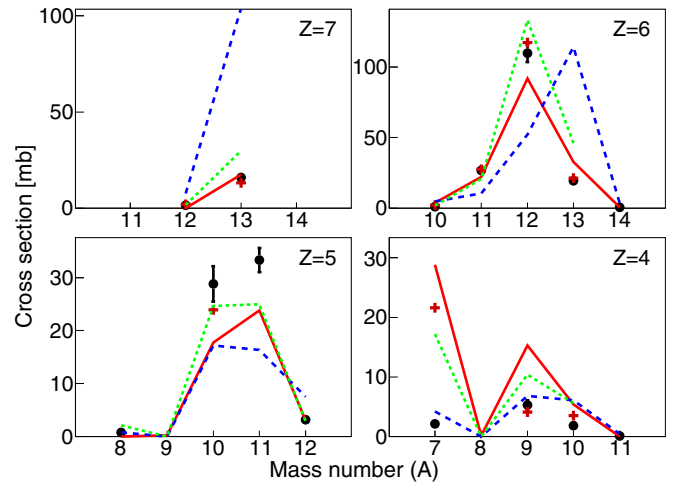 Z=7
Z=6
100
50
0
11 12 13 14
100
50
0
10 11 12 13 14
Cross section [mb]
Z=5
Z=4
30
20
10
0
8 9 10 11 12
30
20
10
0
7 8 9 10 11
Mass number (A)